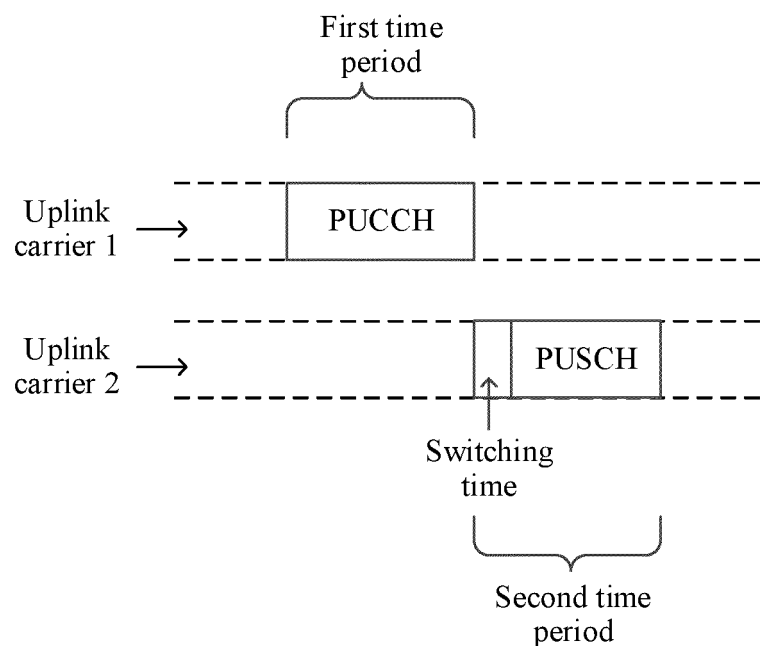 First time
period
Uplink
carrier 1
PUCCH
Uplink
carrier 2
PUSCH
Switching
time
Second time
period